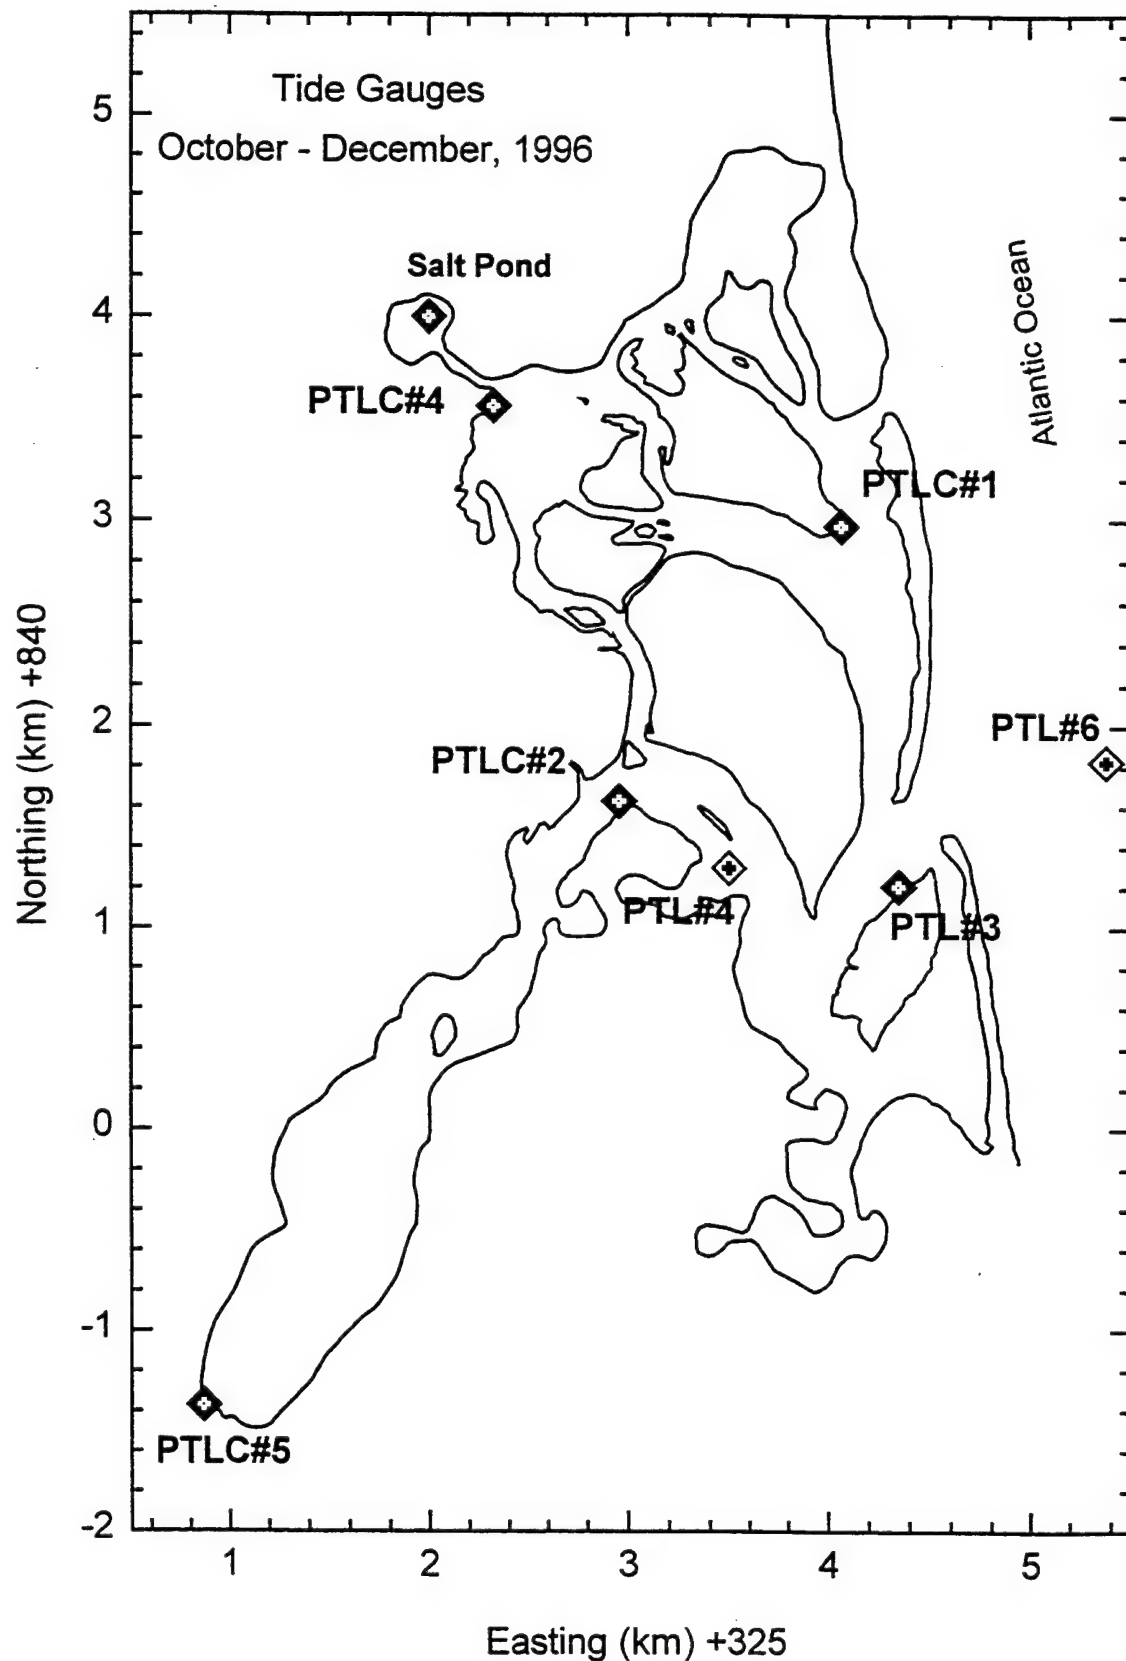 Tide Gauges
October - December, 1996
Salt Pond
Atlantic Ocean
PTLC#4
PTLC#1
PTL#6
PTLC#2
PTL#4
PTL#3
PTLC#5
Northing (km) +840
5
4
3
2
1
0
-1
-2
1
2
3
4
5
Easting (km) +325